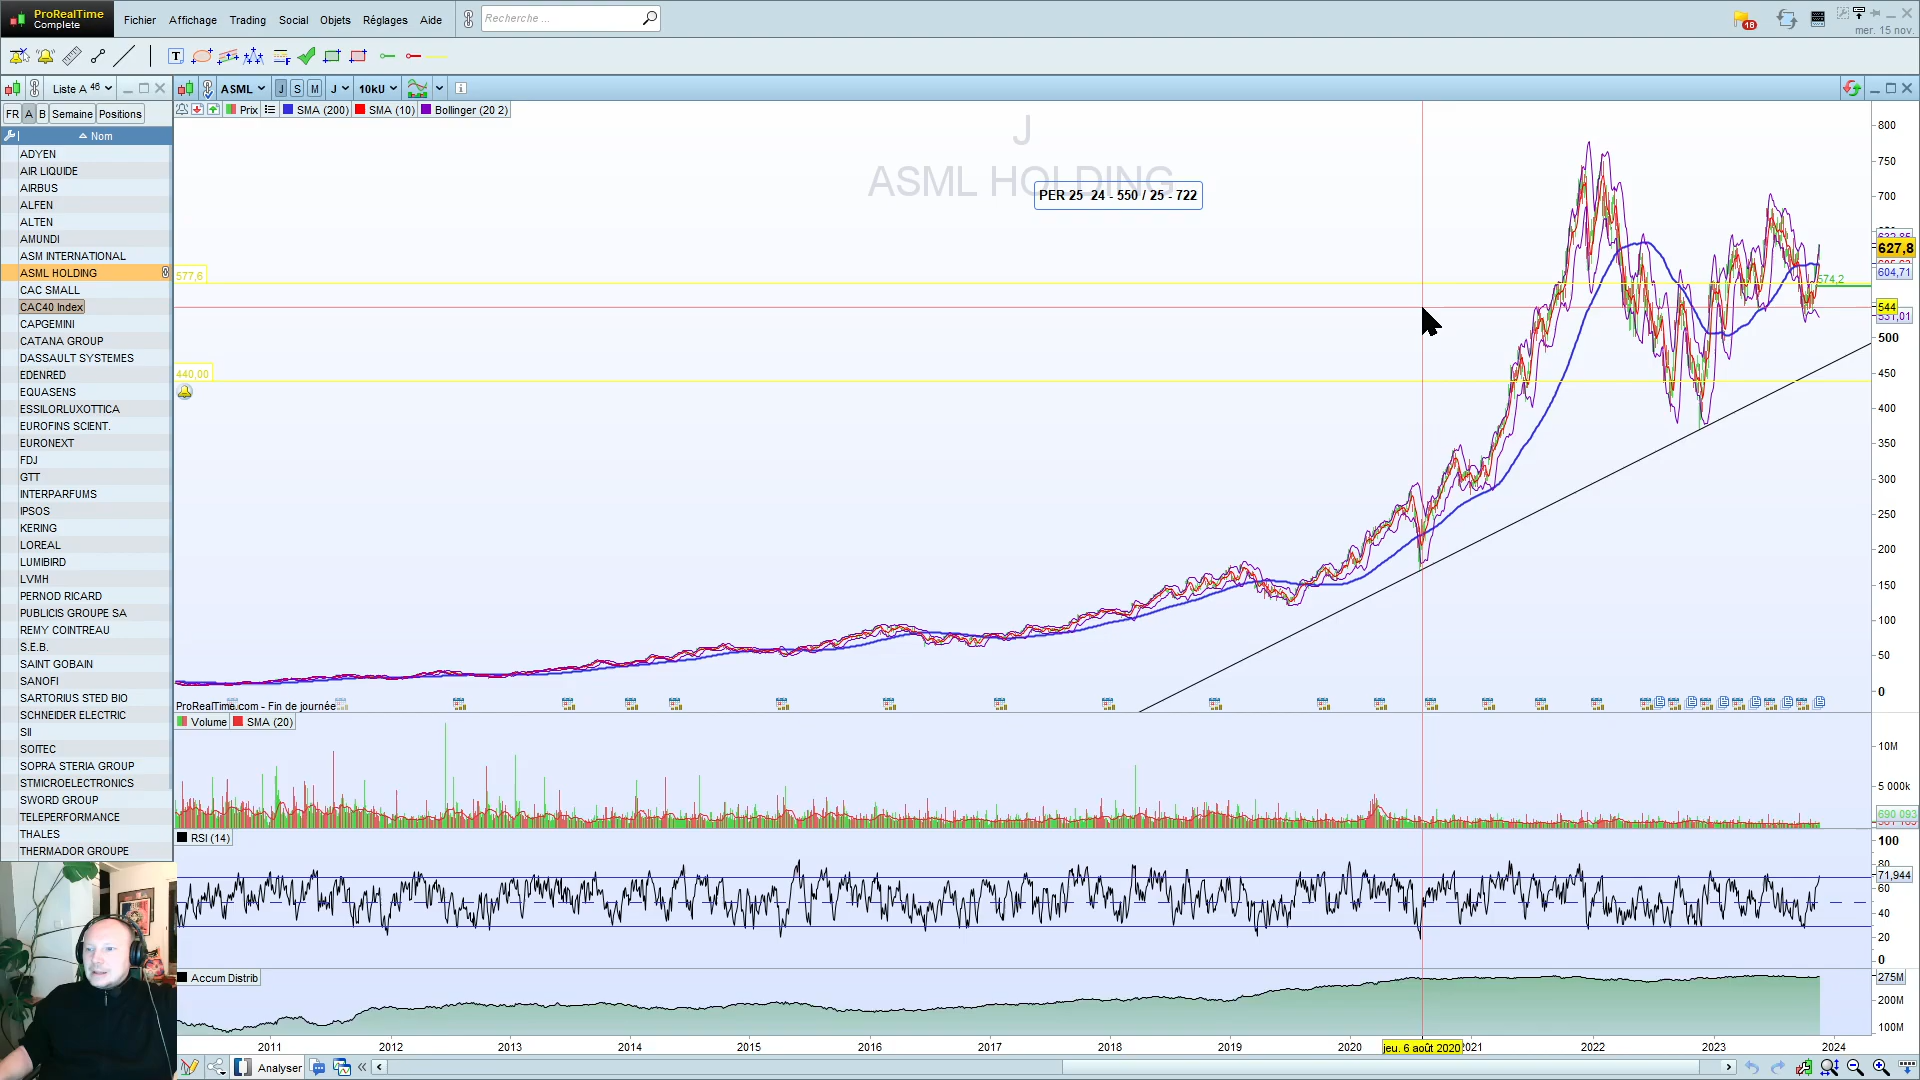 ProRealTime
Complete
Fichier Affichage Trading Social Objets Réglages Aide
Recherche ...
18
mer. 15 nov.
Liste A 46
ASML J S M J 10kU
FR A B Semaine Positions
Nom
ADYEN
AIR LIQUIDE
AIRBUS
ALFEN
ALTEN
AMUNDI
ASM INTERNATIONAL
ASML HOLDING
CAC SMALL
CAC40 Index
CAPGEMINI
CATANA GROUP
DASSAULT SYSTEMES
EDENRED
EQUASENS
ESSILORLUXOTTICA
EUROFINS SCIENT.
EURONEXT
FDJ
GTT
INTERPARFUMS
IPSOS
KERING
LOREAL
LUMIBIRD
LVMH
PERNOD RICARD
PUBLICIS GROUPE SA
REMY COINTREAU
S.E.B.
SAINT GOBAIN
SANOFI
SARTORIUS STED BIO
SCHNEIDER ELECTRIC
SII
SOITEC
SOPRA STERIA GROUP
STMICROELECTRONICS
SWORD GROUP
TELEPERFORMANCE
THALES
THERMADOR GROUPE
Prix SMA (200) SMA (10) Bollinger (20 2)
J
ASML HOLDING
PER 25 24 - 550 / 25 - 722
577,6
440,00
574,2
800
750
700
627,8
604,71
544
531,01
500
450
400
350
300
250
200
150
100
50
0
ProRealTime.com - Fin de journée
Volume SMA (20)
10M
5 000k
690 093
RSI (14)
100
80
71,944
60
40
20
0
Accum Distrib
275M
200M
100M
2011 2012 2013 2014 2015 2016 2017 2018 2019 2020 jeu. 6 août 2020 2021 2022 2023 2024
Analyser